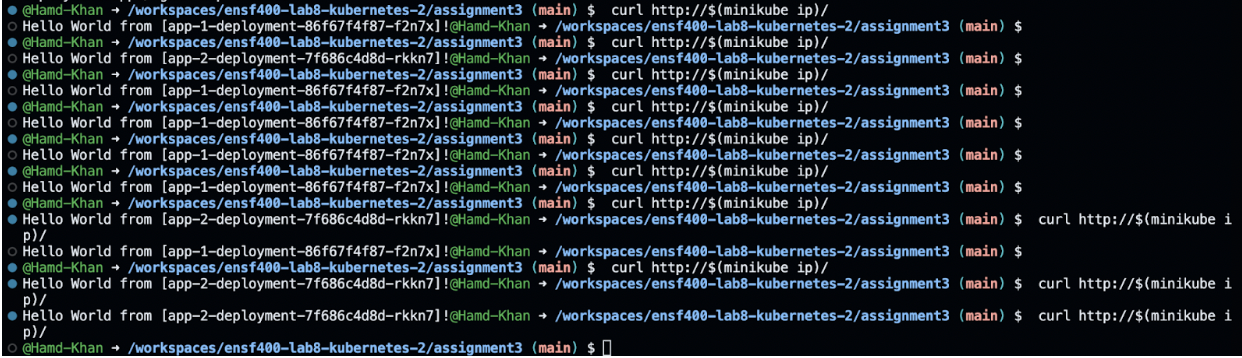 @Hamd-Khan → /workspaces/ensf400-lab8-kubernetes-2/assignment3 (main) $ curl http://$(minikube ip)/
Hello World from [app-1-deployment-86f67f4f87-f2n7x]!@Hamd-Khan → /workspaces/ensf400-lab8-kubernetes-2/assignment3 (main) $
@Hamd-Khan → /workspaces/ensf400-lab8-kubernetes-2/assignment3 (main) $ curl http://$(minikube ip)/
Hello World from [app-2-deployment-7f686c4d8d-rkkn7]!@Hamd-Khan → /workspaces/ensf400-lab8-kubernetes-2/assignment3 (main) $
@Hamd-Khan → /workspaces/ensf400-lab8-kubernetes-2/assignment3 (main) $ curl http://$(minikube ip)/
Hello World from [app-1-deployment-86f67f4f87-f2n7x]!@Hamd-Khan → /workspaces/ensf400-lab8-kubernetes-2/assignment3 (main) $
@Hamd-Khan → /workspaces/ensf400-lab8-kubernetes-2/assignment3 (main) $ curl http://$(minikube ip)/
Hello World from [app-1-deployment-86f67f4f87-f2n7x]!@Hamd-Khan → /workspaces/ensf400-lab8-kubernetes-2/assignment3 (main) $
@Hamd-Khan → /workspaces/ensf400-lab8-kubernetes-2/assignment3 (main) $ curl http://$(minikube ip)/
Hello World from [app-1-deployment-86f67f4f87-f2n7x]!@Hamd-Khan → /workspaces/ensf400-lab8-kubernetes-2/assignment3 (main) $
@Hamd-Khan → /workspaces/ensf400-lab8-kubernetes-2/assignment3 (main) $ curl http://$(minikube ip)/
Hello World from [app-1-deployment-86f67f4f87-f2n7x]!@Hamd-Khan → /workspaces/ensf400-lab8-kubernetes-2/assignment3 (main) $
@Hamd-Khan → /workspaces/ensf400-lab8-kubernetes-2/assignment3 (main) $ curl http://$(minikube ip)/
Hello World from [app-2-deployment-7f686c4d8d-rkkn7]!@Hamd-Khan → /workspaces/ensf400-lab8-kubernetes-2/assignment3 (main) $ curl http://$(minikube i
p)/
Hello World from [app-1-deployment-86f67f4f87-f2n7x]!@Hamd-Khan → /workspaces/ensf400-lab8-kubernetes-2/assignment3 (main) $
@Hamd-Khan → /workspaces/ensf400-lab8-kubernetes-2/assignment3 (main) $ curl http://$(minikube ip)/
Hello World from [app-2-deployment-7f686c4d8d-rkkn7]!@Hamd-Khan → /workspaces/ensf400-lab8-kubernetes-2/assignment3 (main) $ curl http://$(minikube i
p)/
Hello World from [app-2-deployment-7f686c4d8d-rkkn7]!@Hamd-Khan → /workspaces/ensf400-lab8-kubernetes-2/assignment3 (main) $ curl http://$(minikube i
p)/
@Hamd-Khan → /workspaces/ensf400-lab8-kubernetes-2/assignment3 (main) $